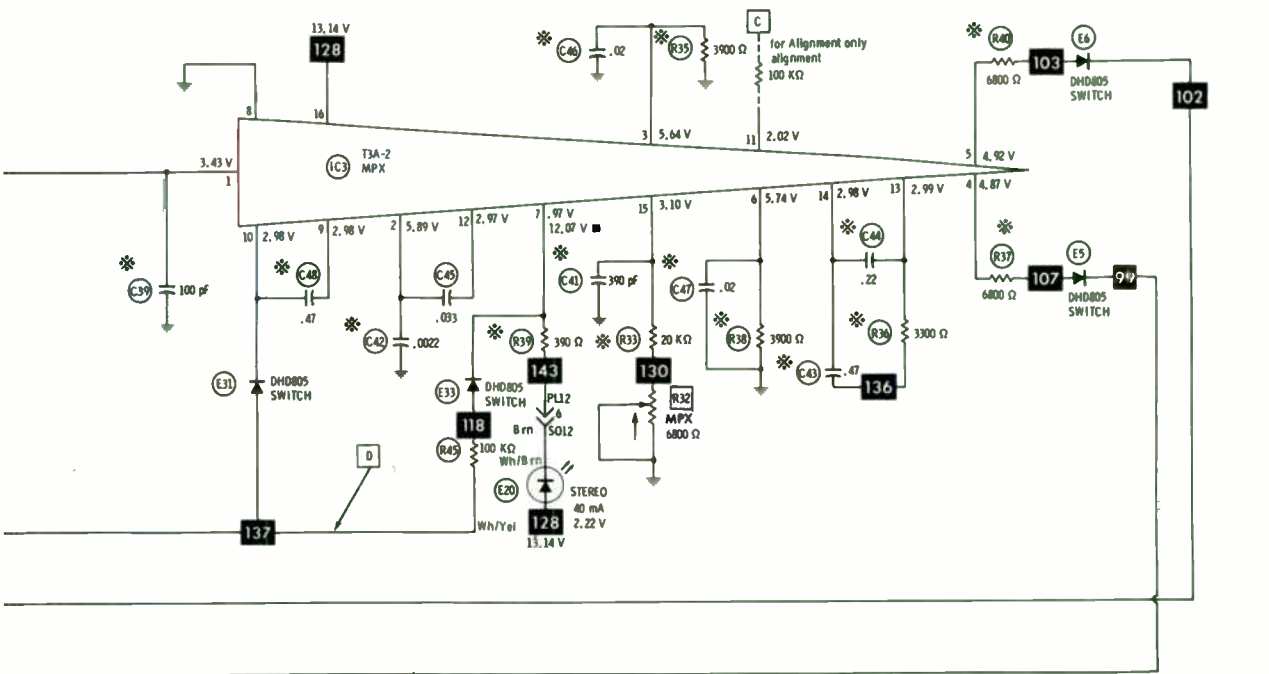 13.14 V
128
※ C46 .02
※ R35 3900 Ω
C
for Alignment only
alignment
100 KΩ
※ R40
6800 Ω
103
E6
DHD805
SWITCH
102
8
16
3 5.64 V
11 2.02 V
5 4.92 V
4 4.87 V
3.43 V
1
IC3
T3A-2
MPX
10 2.98 V
9 2.98 V
2 5.89 V
12 2.97 V
7 .97 V
12.07 V ■
15 3.10 V
6 5.74 V
14 2.98 V
13 2.99 V
※ C39 100 pF
※ C48
.47
C45
.033
※ C42 .0022
※ C41 390 pF
※ C47 .02
※ C44
.22
※ R37
6800 Ω
107
E5
DHD805
SWITCH
99
※ R39 390 Ω
※ R33 20 KΩ
※ R38 3900 Ω
※ R36 3300 Ω
※ C43 .47
136
E31
DHD805
SWITCH
E33
DHD805
SWITCH
143
PL12
6
Brn SO12
130
R32
MPX
6800 Ω
118
R45 100 KΩ
Wh/Brn
D
E20
STEREO
40 mA
2.22 V
128
13.14 V
137
Wh/Yel